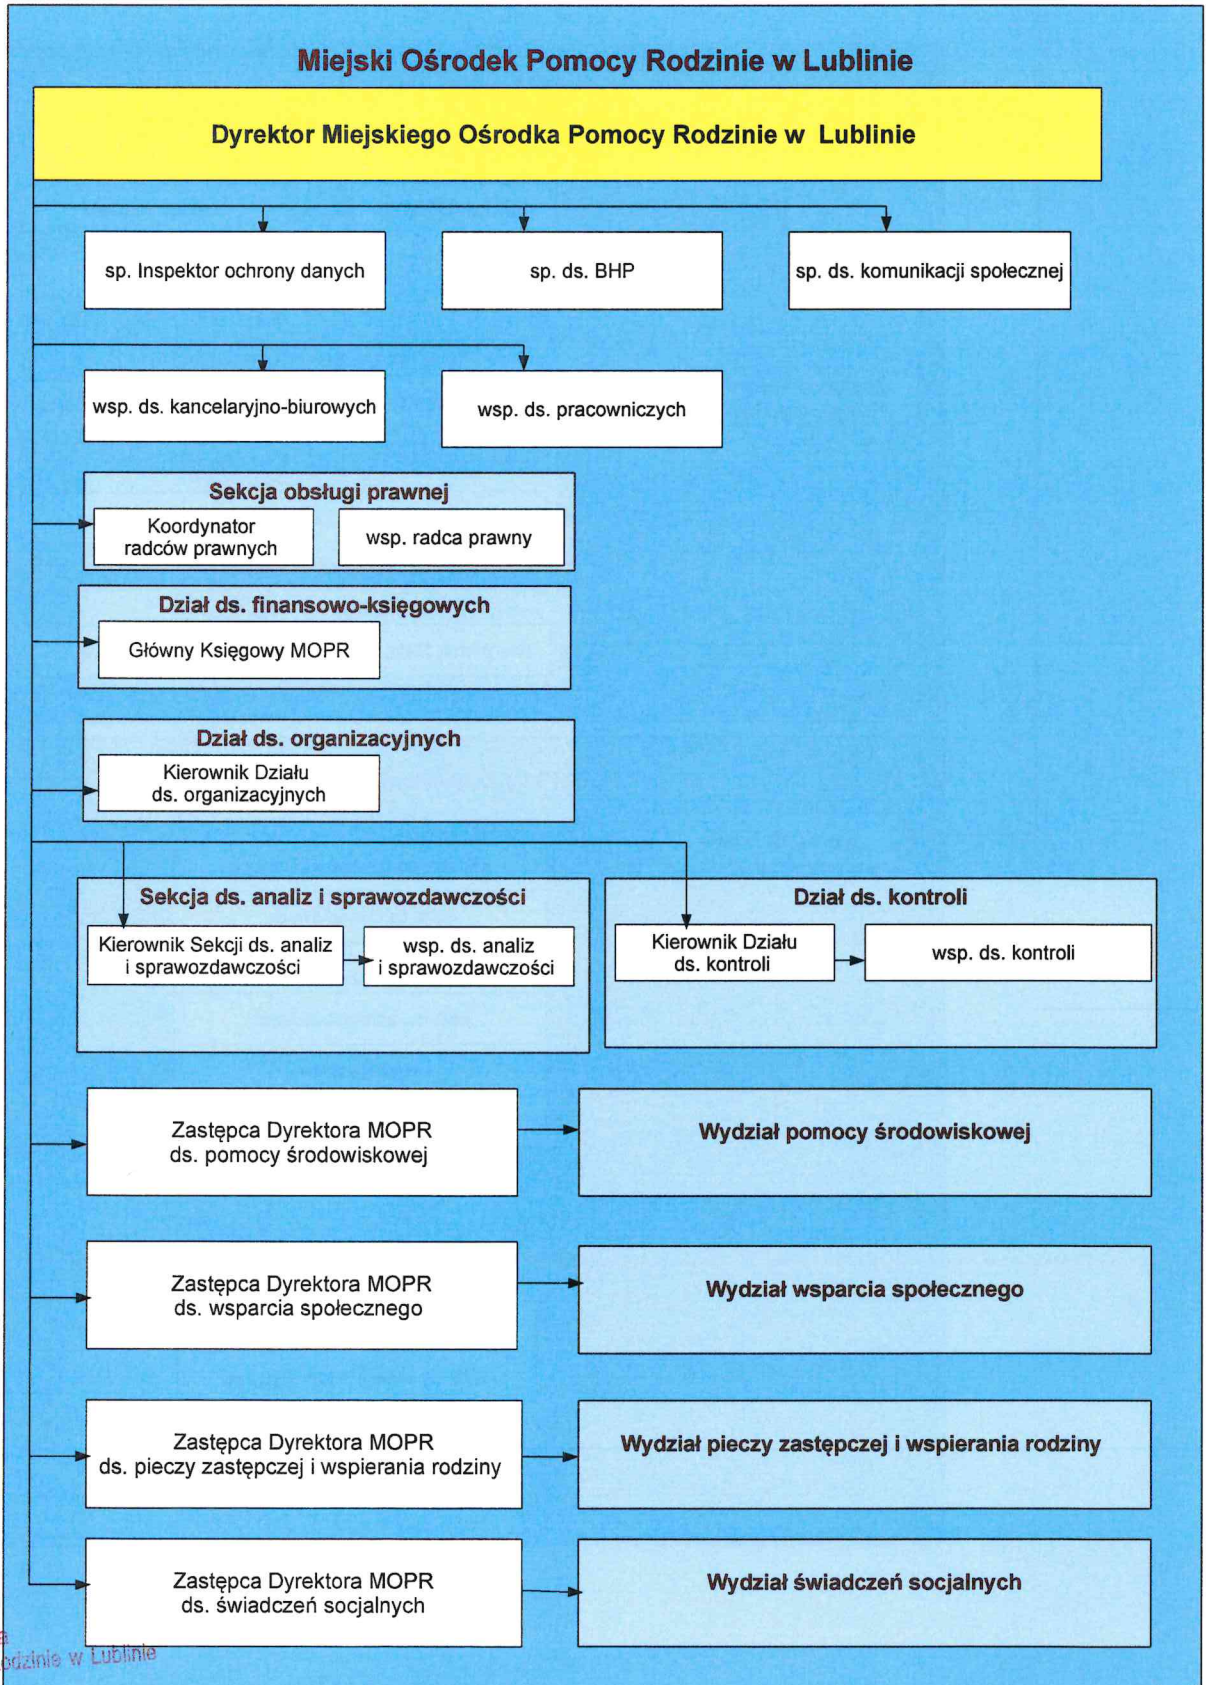 Miejski Ośrodek Pomocy Rodzinie w Lublinie
Dyrektor Miejskiego Ośrodka Pomocy Rodzinie w Lublinie
sp. Inspektor ochrony danych
sp. ds. BHP
sp. ds. komunikacji społecznej
wsp. ds. kancelaryjno-biurowych
wsp. ds. pracowniczych
Sekcja obsługi prawnej
Koordynator
radców prawnych
wsp. radca prawny
Dział ds. finansowo-księgowych
Główny Księgowy MOPR
Dział ds. organizacyjnych
Kierownik Działu
ds. organizacyjnych
Sekcja ds. analiz i sprawozdawczości
Kierownik Sekcji ds. analiz
i sprawozdawczości
wsp. ds. analiz
i sprawozdawczości
Dział ds. kontroli
Kierownik Działu
ds. kontroli
wsp. ds. kontroli
Zastępca Dyrektora MOPR
ds. pomocy środowiskowej
Wydział pomocy środowiskowej
Zastępca Dyrektora MOPR
ds. wsparcia społecznego
Wydział wsparcia społecznego
Zastępca Dyrektora MOPR
ds. pieczy zastępczej i wspierania rodziny
Wydział pieczy zastępczej i wspierania rodziny
Zastępca Dyrektora MOPR
ds. świadczeń socjalnych
Wydział świadczeń socjalnych
odzinie w Lublinie